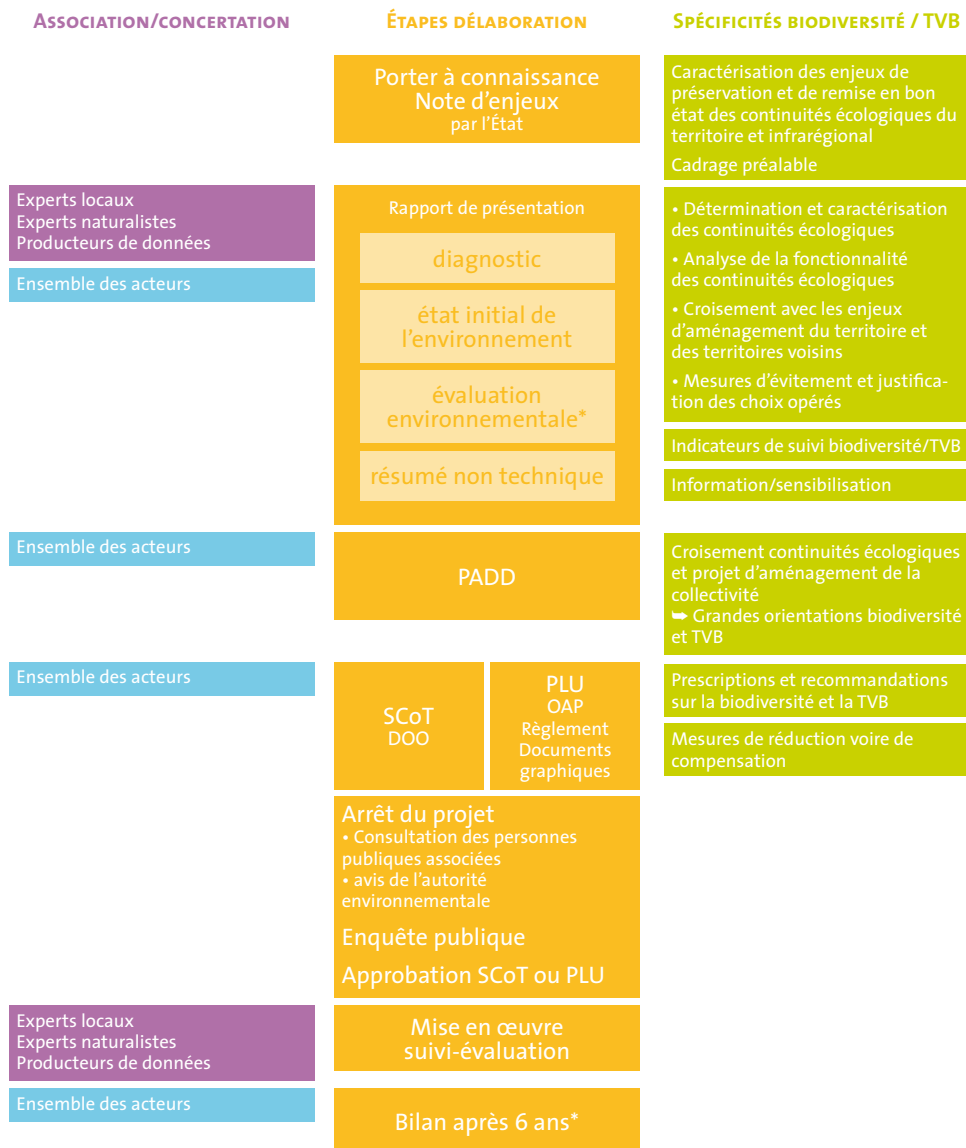 Association/concertation
Étapes délaboration
Spécificités biodiversité / TVB
Porter à connaissance
Note d'enjeux
par l'État
Caractérisation des enjeux de
préservation et de remise en bon
état des continuités écologiques du
territoire et infrarégional
Cadrage préalable
Experts locaux
Experts naturalistes
Producteurs de données
Ensemble des acteurs
Rapport de présentation
diagnostic
état initial de
l'environnement
évaluation
environnementale*
résumé non technique
• Détermination et caractérisation
des continuités écologiques
• Analyse de la fonctionnalité
des continuités écologiques
• Croisement avec les enjeux
d'aménagement du territoire et
des territoires voisins
• Mesures d'évitement et justifica-
tion des choix opérés
Indicateurs de suivi biodiversité/TVB
Information/sensibilisation
Ensemble des acteurs
PADD
Croisement continuités écologiques
et projet d'aménagement de la
collectivité
➥ Grandes orientations biodiversité
et TVB
Ensemble des acteurs
SCoT
DOO
PLU
OAP
Règlement
Documents
graphiques
Prescriptions et recommandations
sur la biodiversité et la TVB
Mesures de réduction voire de
compensation
Arrêt du projet
• Consultation des personnes
publiques associées
• avis de l'autorité
environnementale
Enquête publique
Approbation SCoT ou PLU
Experts locaux
Experts naturalistes
Producteurs de données
Mise en œuvre
suivi-évaluation
Ensemble des acteurs
Bilan après 6 ans*